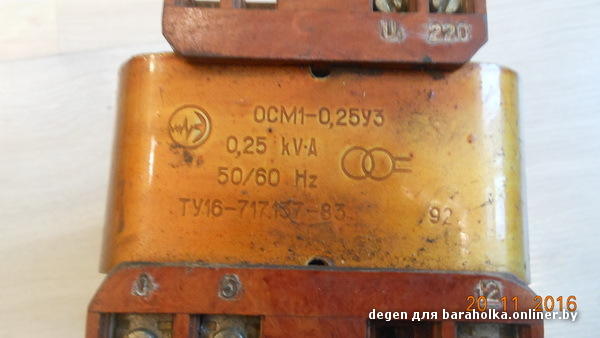 U₁ 220
ОСМ1-0,25У3
0,25 kV·A
50/60 Hz
ТУ16-717.137-83
92
0 5 12
20 11 2016
degen для baraholka.onliner.by